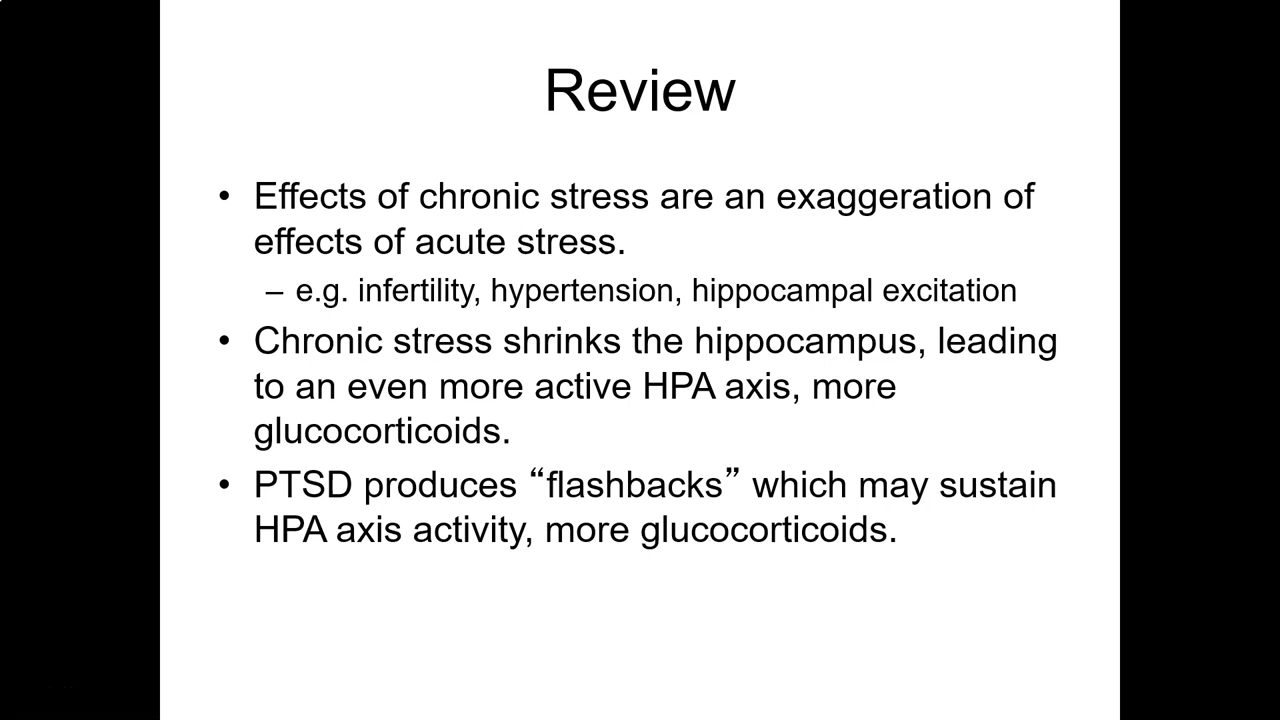 Review
• Effects of chronic stress are an exaggeration of
effects of acute stress.
– e.g. infertility, hypertension, hippocampal excitation
• Chronic stress shrinks the hippocampus, leading
to an even more active HPA axis, more
glucocorticoids.
• PTSD produces “flashbacks” which may sustain
HPA axis activity, more glucocorticoids.